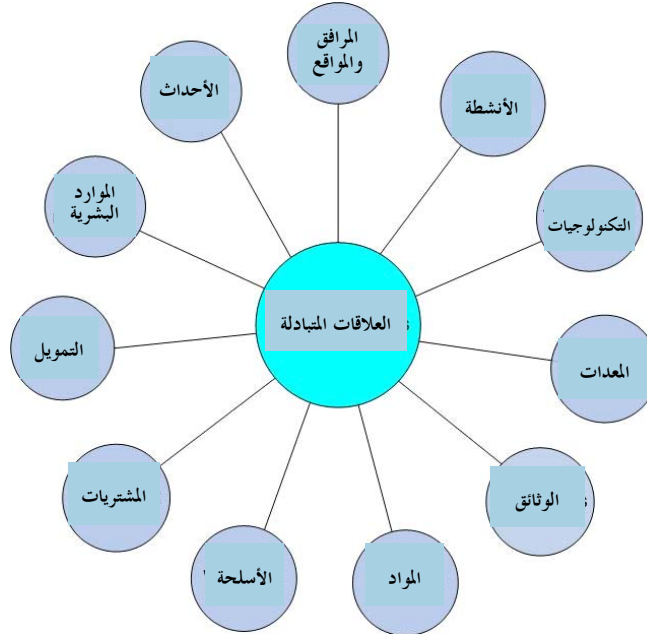 المرافق
والمواقع
الأنشطة
التكنولوجيات
المعدات
الوثائق
المواد
الأسلحة
المشتريات
التمويل
الموارد
البشرية
الأحداث
العلاقات المتبادلة